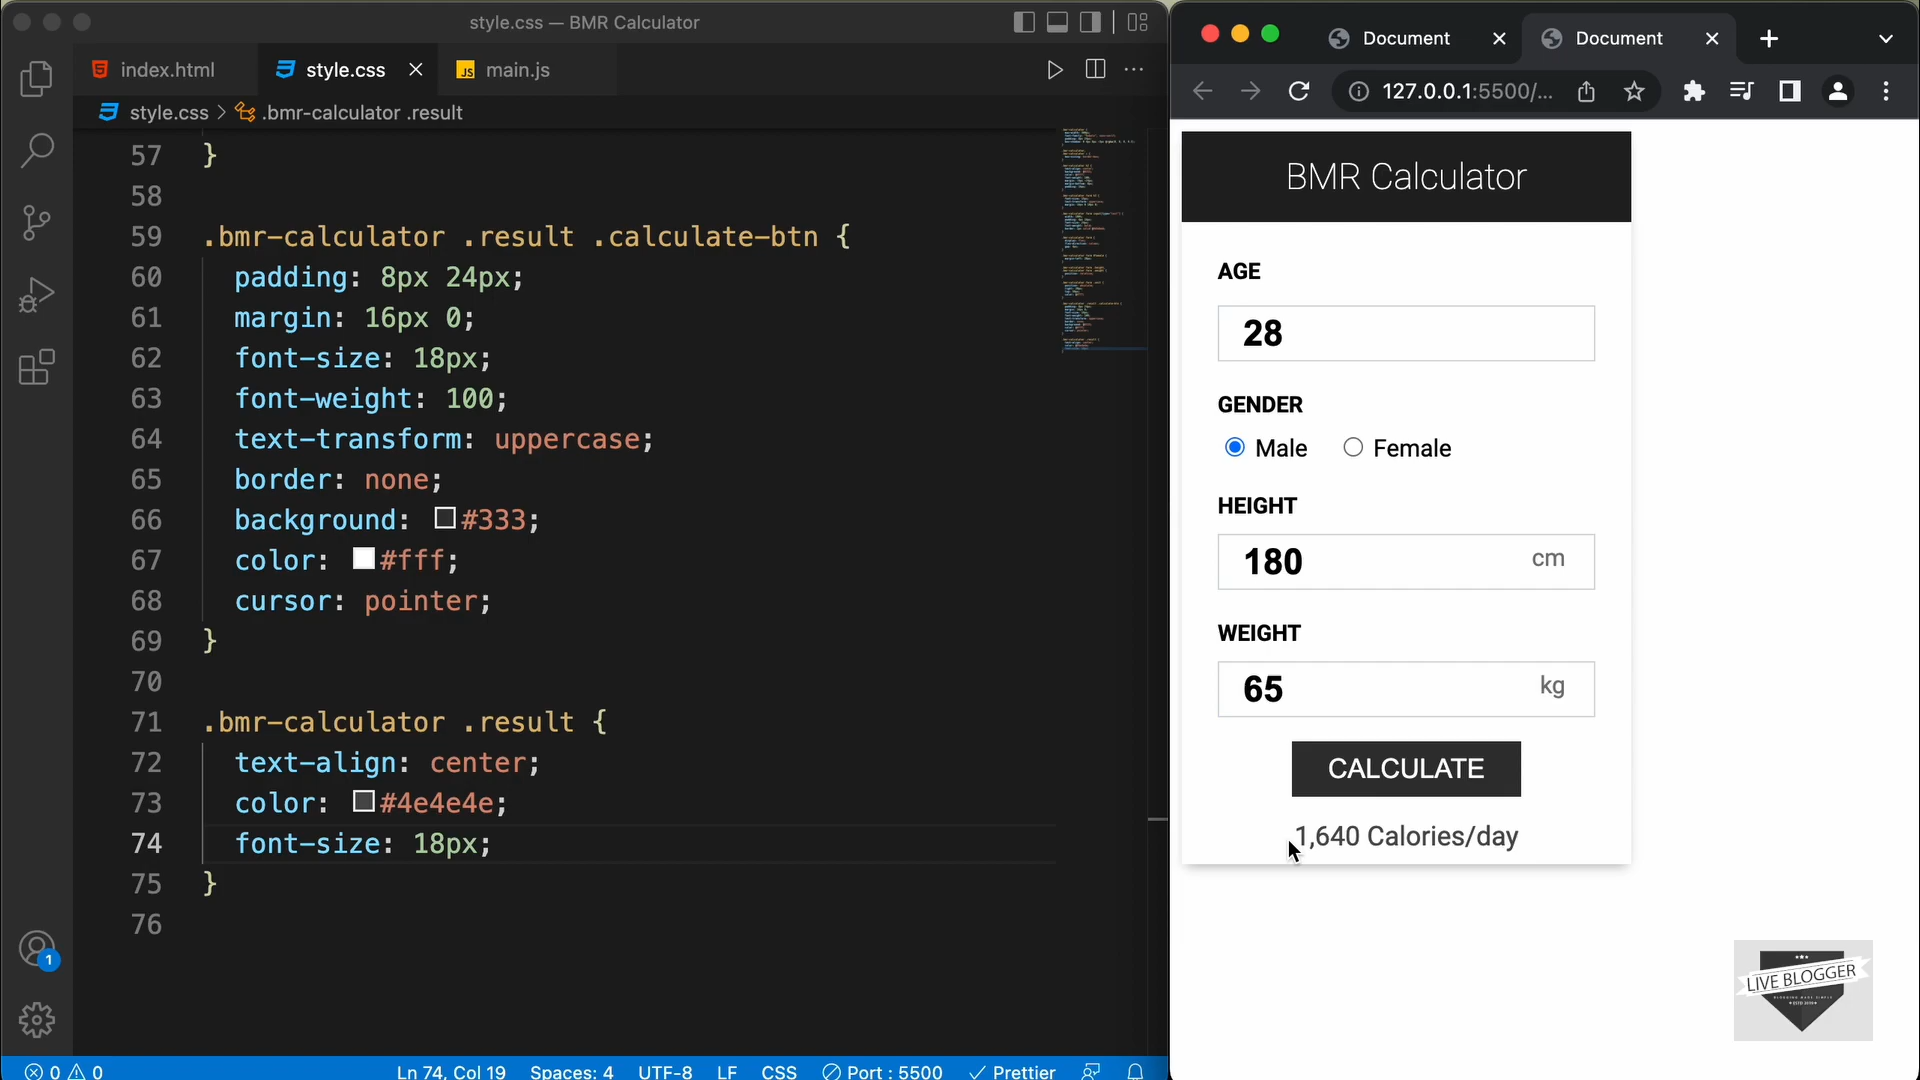 style.css — BMR Calculator
index.html
style.css
JS main.js
style.css > .bmr-calculator .result
57 }
58
59 .bmr-calculator .result .calculate-btn {
60 padding: 8px 24px;
61 margin: 16px 0;
62 font-size: 18px;
63 font-weight: 100;
64 text-transform: uppercase;
65 border: none;
66 background: #333;
67 color: #fff;
68 cursor: pointer;
69 }
70
71 .bmr-calculator .result {
72 text-align: center;
73 color: #4e4e4e;
74 font-size: 18px;
75 }
76
1
0 0
Ln 74, Col 19
Spaces: 4
UTF-8
LF
CSS
Port : 5500
Prettier
Document
Document
127.0.0.1:5500/...
BMR Calculator
AGE
28
GENDER
Male Female
HEIGHT
180 cm
WEIGHT
65 kg
CALCULATE
1,640 Calories/day
LIVE BLOGGER